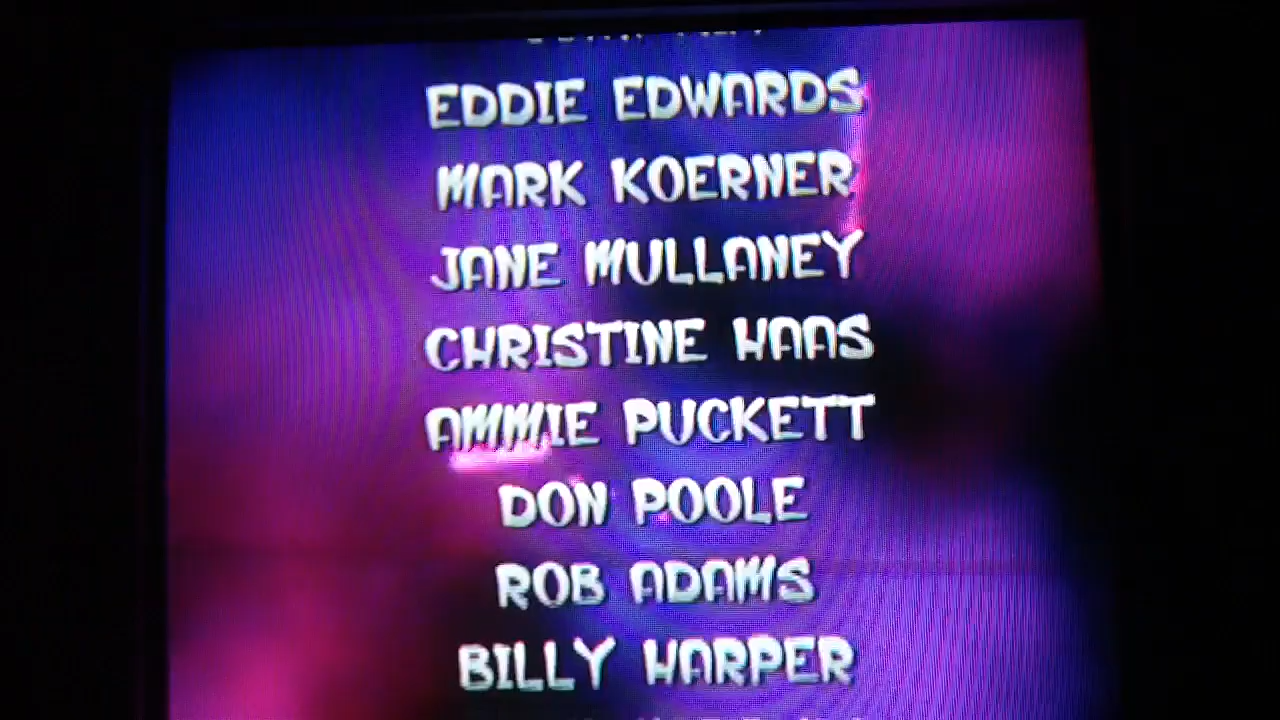 EDDIE EDWARDS
MARK KOERNER
JANE MULLANEY
CHRISTINE HAAS
AMMIE PUCKETT
DON POOLE
ROB ADAMS
BILLY HARPER